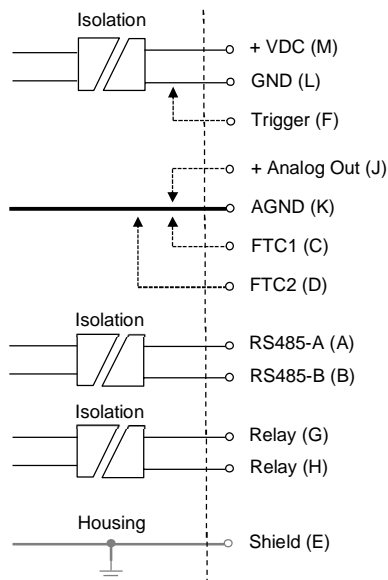 Isolation
+ VDC (M)
GND (L)
Trigger (F)
+ Analog Out (J)
AGND (K)
FTC1 (C)
FTC2 (D)
Isolation
RS485-A (A)
RS485-B (B)
Isolation
Relay (G)
Relay (H)
Housing
Shield (E)